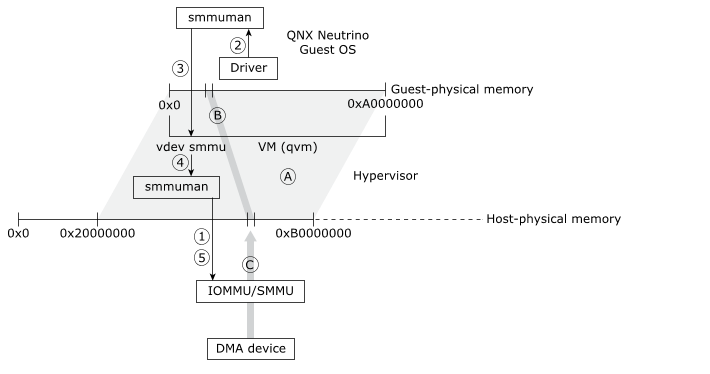 smmuman
QNX Neutrino
Guest OS
②
Driver
③
Guest-physical memory
0x0
0xA0000000
Ⓑ
vdev smmu
VM (qvm)
④
Ⓐ
smmuman
Hypervisor
Host-physical memory
0x0
0x20000000
0xB0000000
①
⑤
Ⓒ
IOMMU/SMMU
DMA device